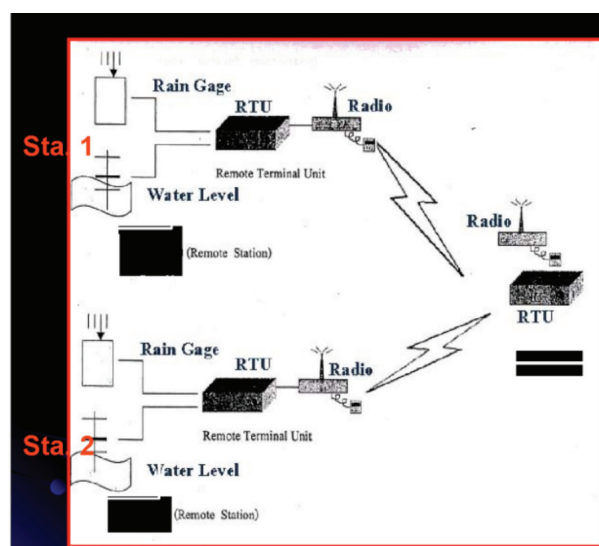 Rain Gage
RTU
Radio
Sta. 1
Remote Terminal Unit
Water Level
(Remote Station)
Radio
RTU
Rain Gage
RTU
Radio
Remote Terminal Unit
Sta. 2
Water Level
(Remote Station)